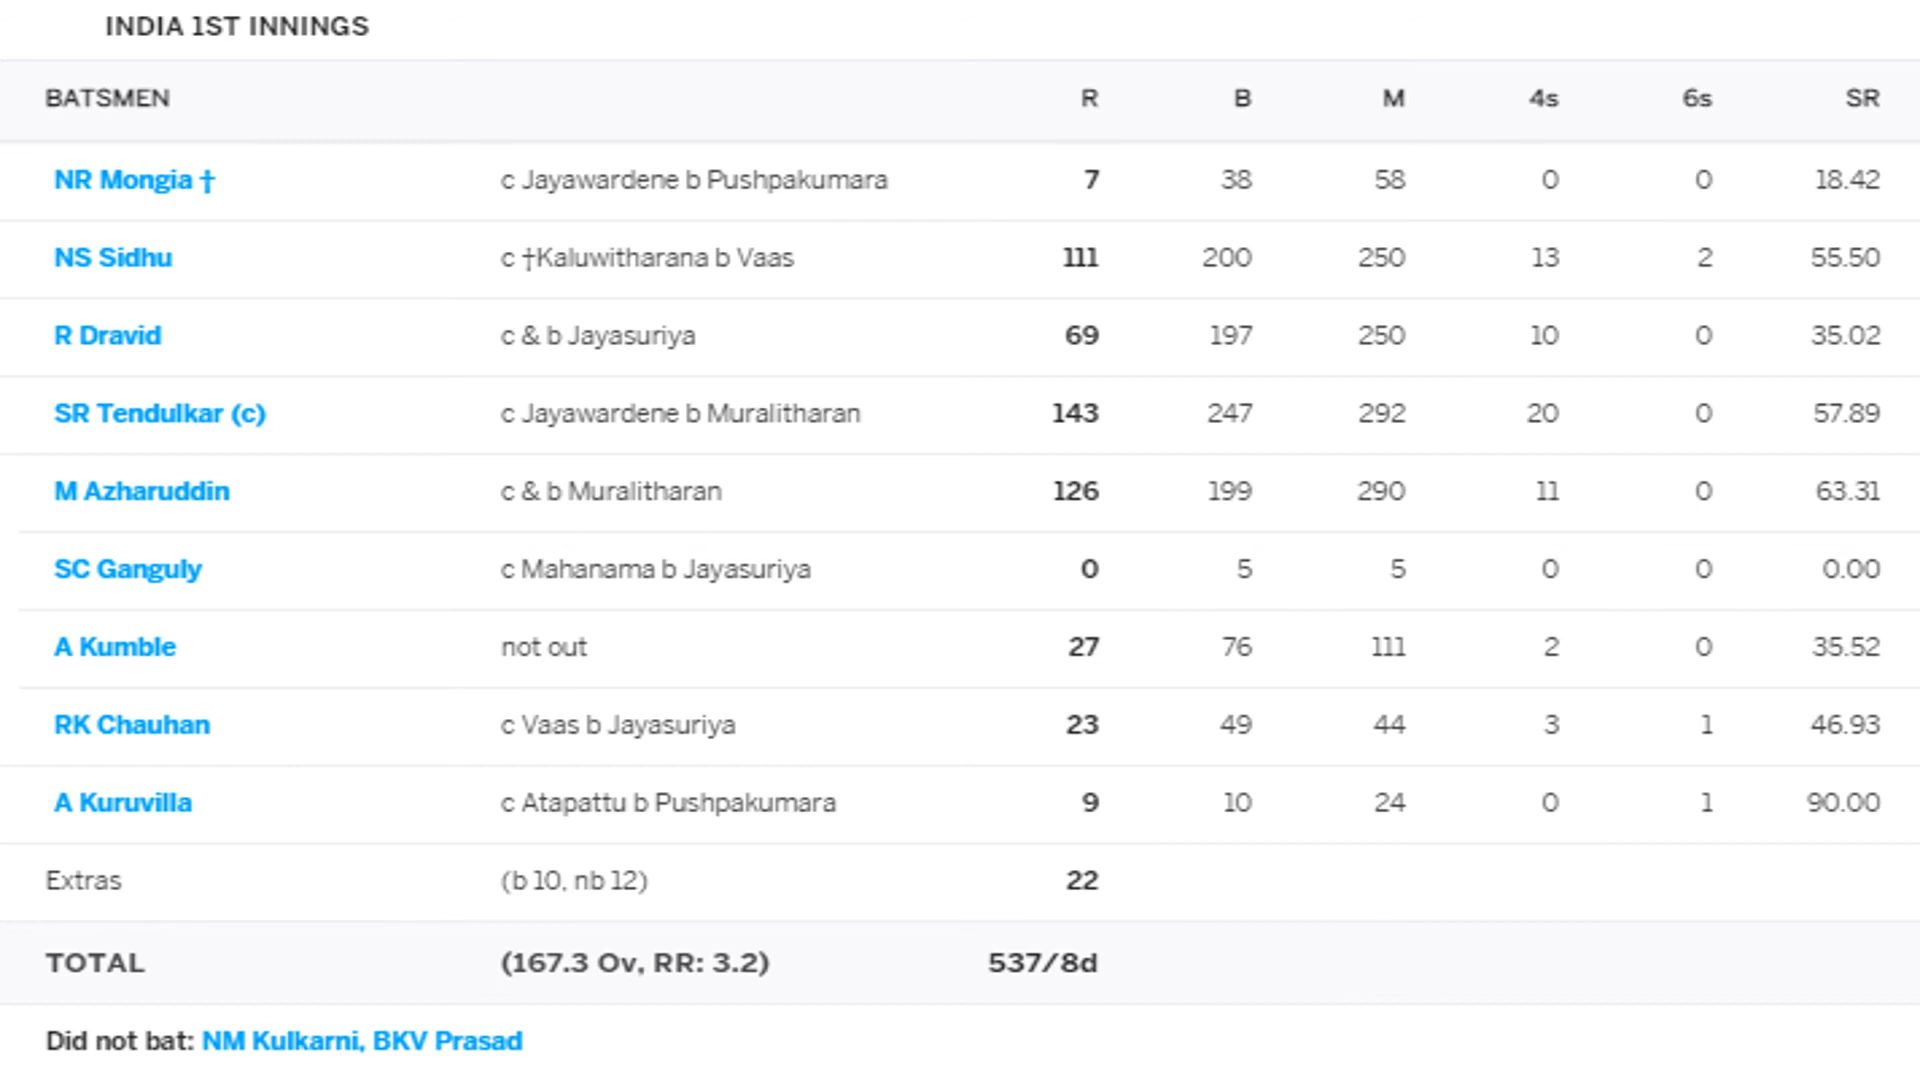 INDIA 1ST INNINGS
BATSMEN R B M 4s 6s SR
NR Mongia † c Jayawardene b Pushpakumara 7 38 58 0 0 18.42
NS Sidhu c †Kaluwitharana b Vaas 111 200 250 13 2 55.50
R Dravid c & b Jayasuriya 69 197 250 10 0 35.02
SR Tendulkar (c) c Jayawardene b Muralitharan 143 247 292 20 0 57.89
M Azharuddin c & b Muralitharan 126 199 290 11 0 63.31
SC Ganguly c Mahanama b Jayasuriya 0 5 5 0 0 0.00
A Kumble not out 27 76 111 2 0 35.52
RK Chauhan c Vaas b Jayasuriya 23 49 44 3 1 46.93
A Kuruvilla c Atapattu b Pushpakumara 9 10 24 0 1 90.00
Extras (b 10, nb 12) 22
TOTAL (167.3 Ov, RR: 3.2) 537/8d
Did not bat: NM Kulkarni, BKV Prasad